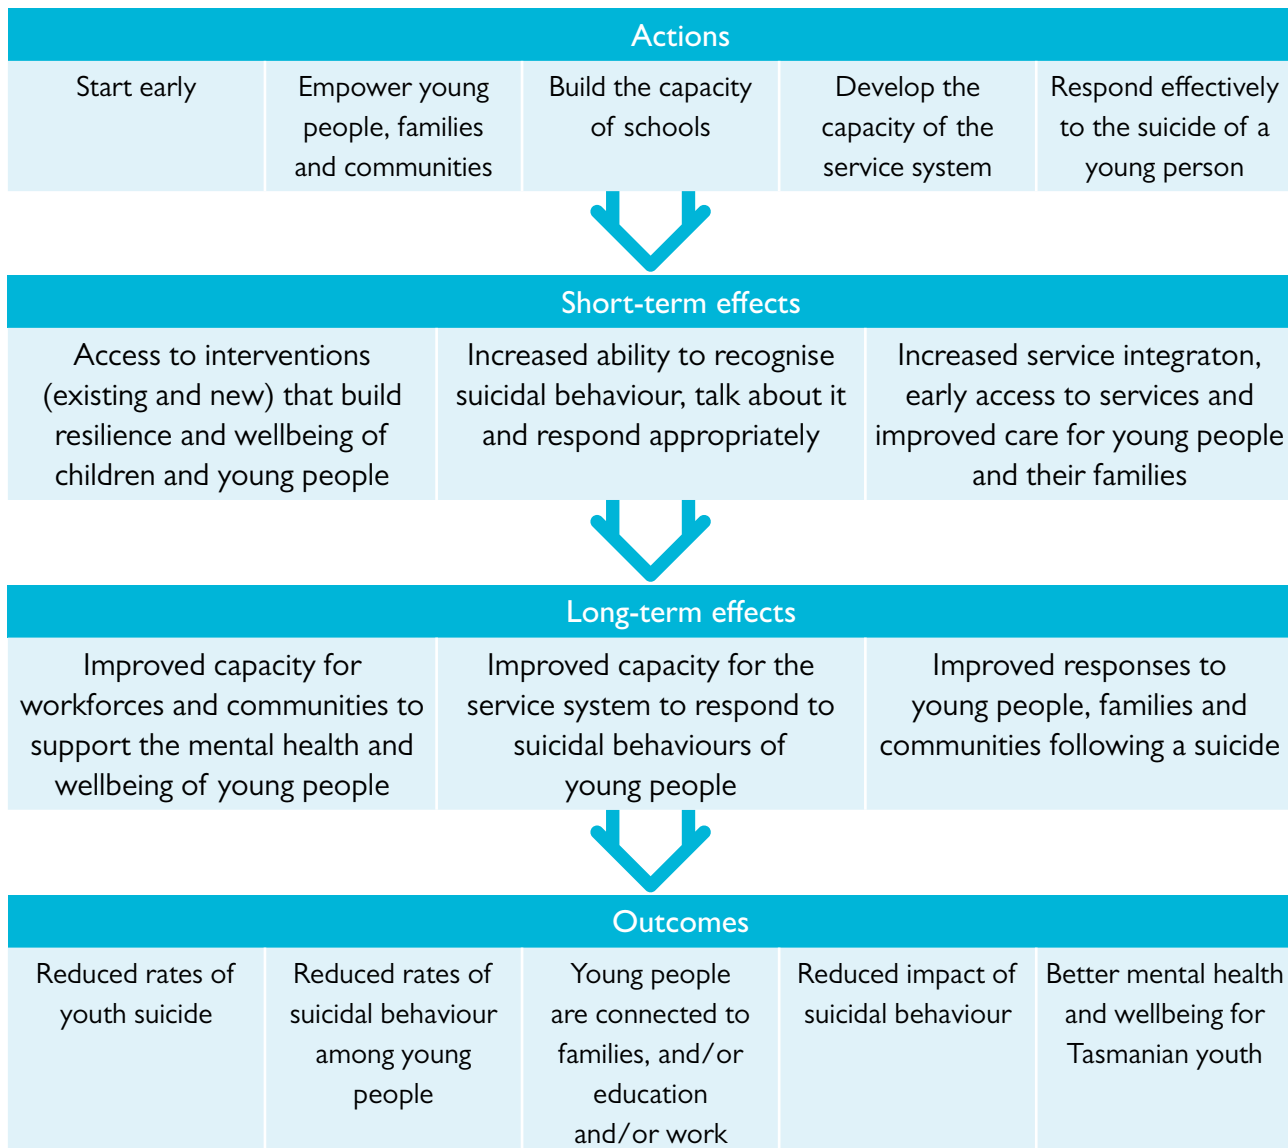 Actions
Start early
Empower young
people, families
and communities
Build the capacity
of schools
Develop the
capacity of the
service system
Respond effectively
to the suicide of a
young person
Short-term effects
Access to interventions
(existing and new) that build
resilience and wellbeing of
children and young people
Increased ability to recognise
suicidal behaviour, talk about it
and respond appropriately
Increased service integraton,
early access to services and
improved care for young people
and their families
Long-term effects
Improved capacity for
workforces and communities to
support the mental health and
wellbeing of young people
Improved capacity for the
service system to respond to
suicidal behaviours of
young people
Improved responses to
young people, families and
communities following a suicide
Outcomes
Reduced rates of
youth suicide
Reduced rates of
suicidal behaviour
among young
people
Young people
are connected to
families, and/or
education
and/or work
Reduced impact of
suicidal behaviour
Better mental health
and wellbeing for
Tasmanian youth